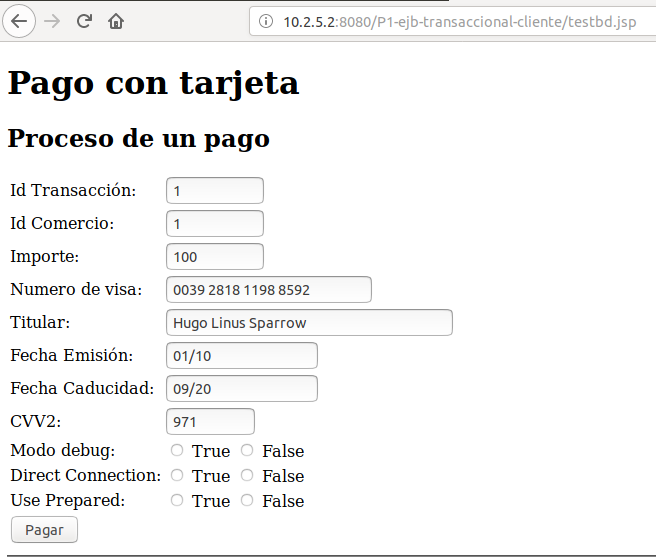 10.2.5.2:8080/P1-ejb-transaccional-cliente/testbd.jsp
Pago con tarjeta
Proceso de un pago
Id Transacción: 1
Id Comercio: 1
Importe: 100
Numero de visa: 0039 2818 1198 8592
Titular: Hugo Linus Sparrow
Fecha Emisión: 01/10
Fecha Caducidad: 09/20
CVV2: 971
Modo debug: True False
Direct Connection: True False
Use Prepared: True False
Pagar